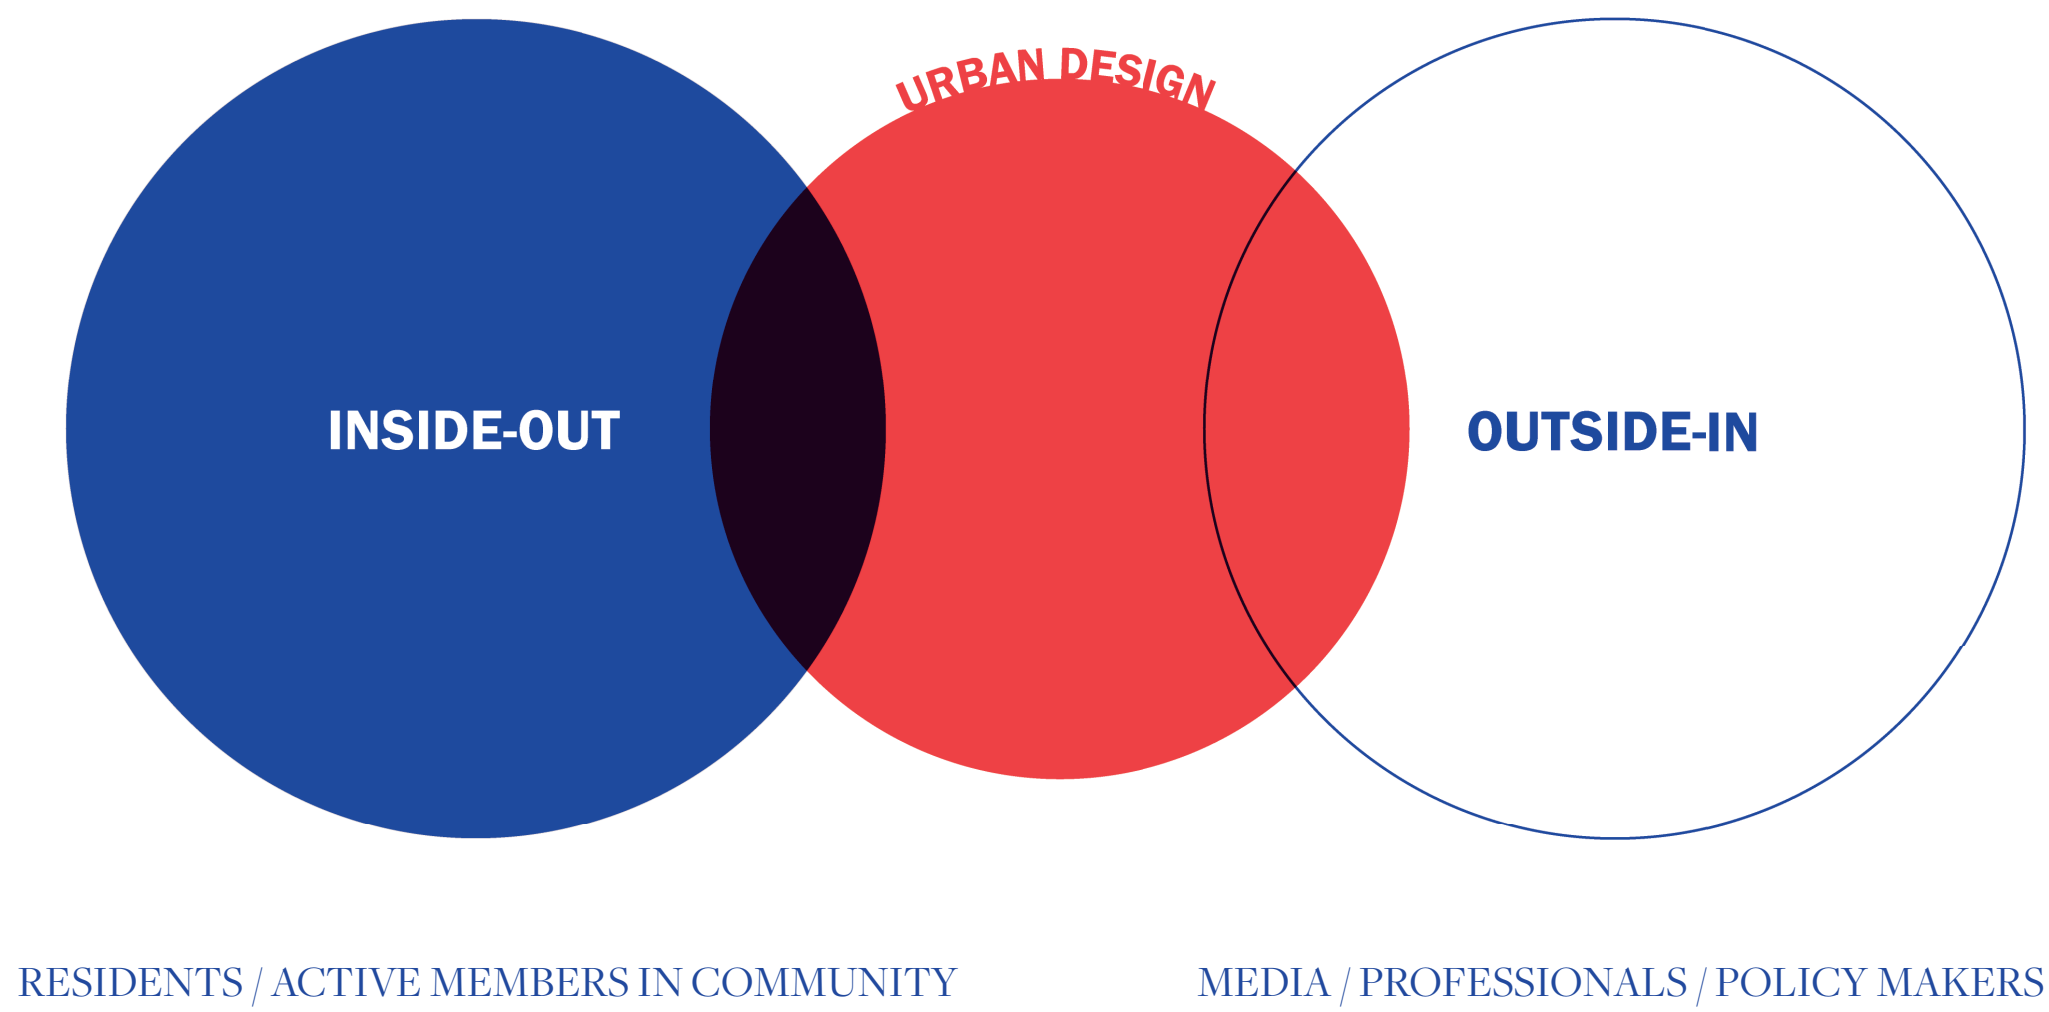 URBAN DESIGN
INSIDE-OUT
OUTSIDE-IN
RESIDENTS / ACTIVE MEMBERS IN COMMUNITY
MEDIA / PROFESSIONALS / POLICY MAKERS